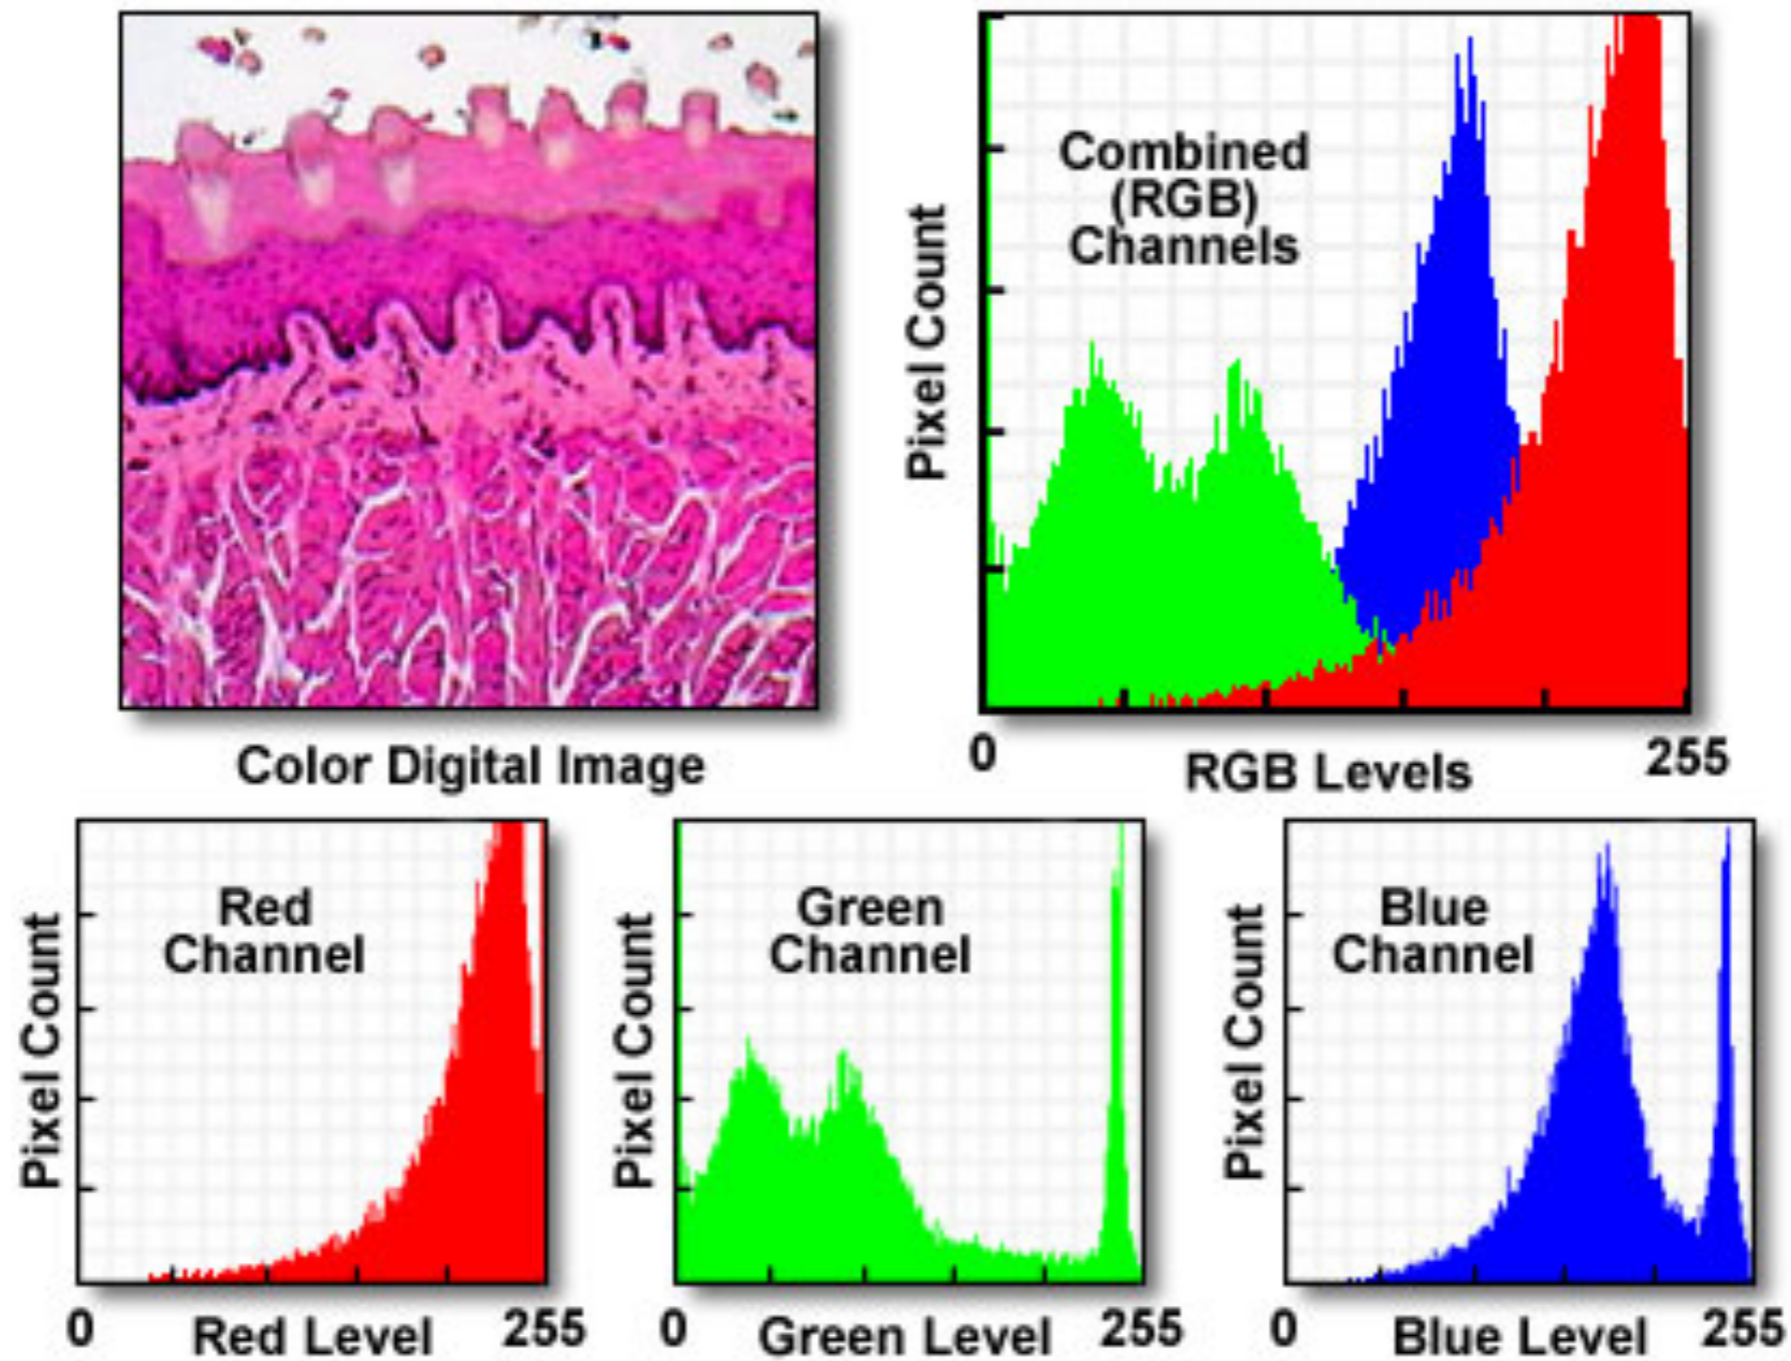 Combined
(RGB)
Channels
Pixel Count
0
255
RGB Levels
Color Digital Image
Red
Channel
Pixel Count
0
Red Level
255
Green
Channel
Pixel Count
0
Green Level
255
Blue
Channel
Pixel Count
0
Blue Level
255